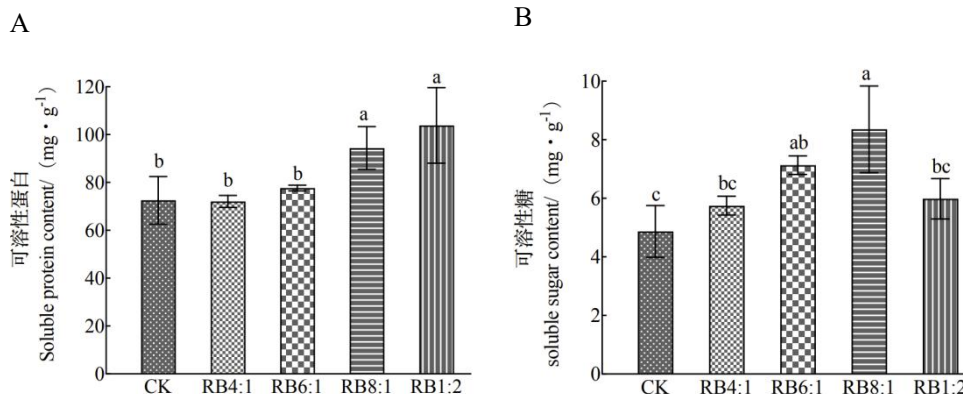 A
可溶性蛋白
Soluble protein content/（mg·g⁻¹）
120
100
80
60
40
20
0
b
b
b
a
a
CK RB4:1 RB6:1 RB8:1 RB1:2
B
可溶性糖
soluble sugar content/（mg·g⁻¹）
10
8
6
4
2
0
c
bc
ab
a
bc
CK RB4:1 RB6:1 RB8:1 RB1:2